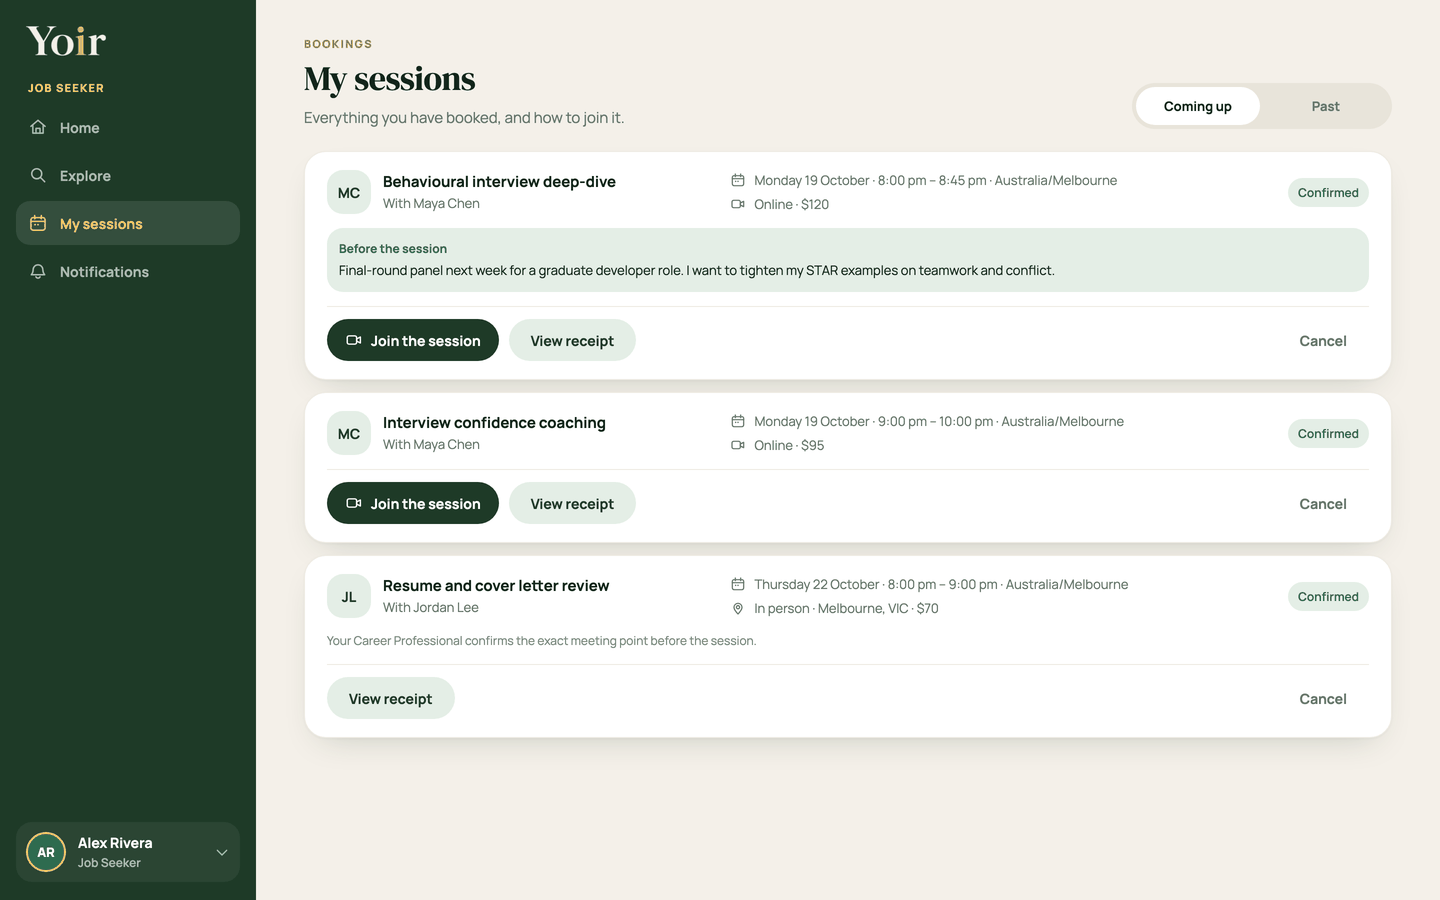 Yoir
JOB SEEKER
Home
Explore
My sessions
Notifications
AR
Alex Rivera
Job Seeker
BOOKINGS
My sessions
Everything you have booked, and how to join it.
Coming up
Past
MC
Behavioural interview deep-dive
With Maya Chen
Monday 19 October · 8:00 pm – 8:45 pm · Australia/Melbourne
Online · $120
Confirmed
Before the session
Final-round panel next week for a graduate developer role. I want to tighten my STAR examples on teamwork and conflict.
Join the session
View receipt
Cancel
MC
Interview confidence coaching
With Maya Chen
Monday 19 October · 9:00 pm – 10:00 pm · Australia/Melbourne
Online · $95
Confirmed
Join the session
View receipt
Cancel
JL
Resume and cover letter review
With Jordan Lee
Thursday 22 October · 8:00 pm – 9:00 pm · Australia/Melbourne
In person · Melbourne, VIC · $70
Confirmed
Your Career Professional confirms the exact meeting point before the session.
View receipt
Cancel